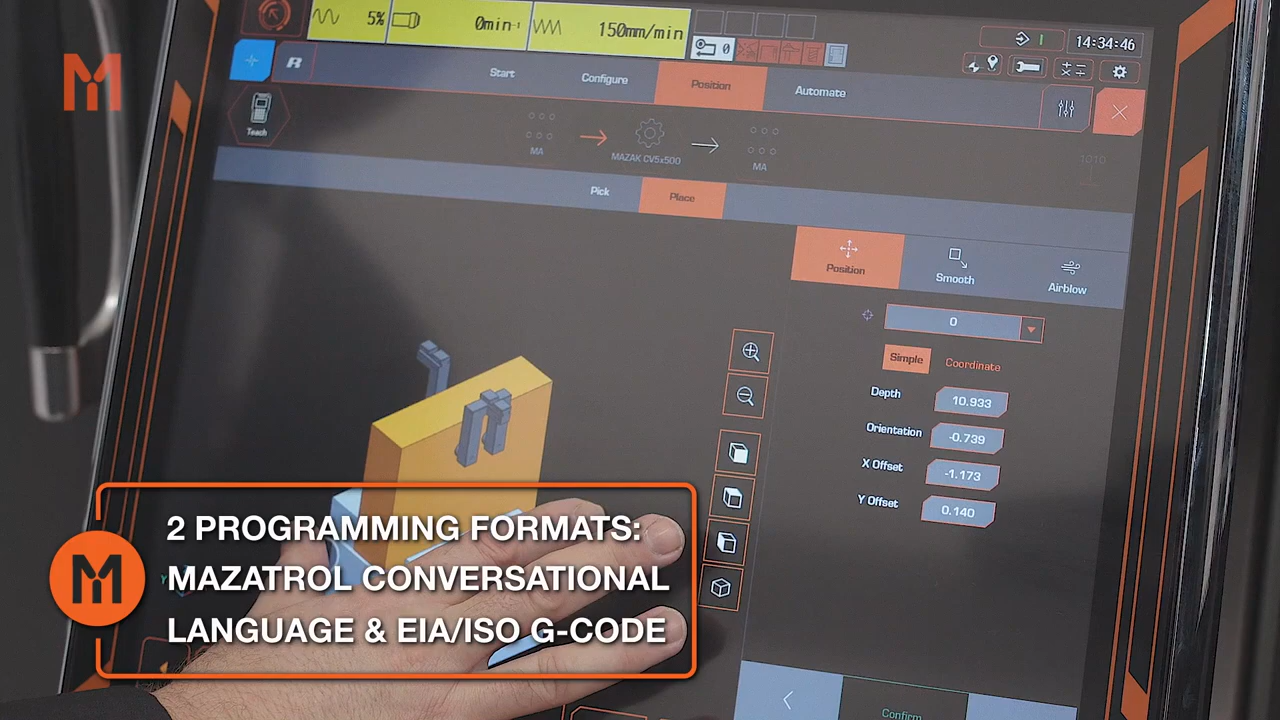 5%
0min-1
150mm/min
0
14:34:46
R
Start
Configure
Position
Automate
Teach
MA
MAZAK CV5x500
MA
1010
Pick
Place
Position
Smooth
Airblow
0
Simple
Coordinate
Depth
10.933
Orientation
-0.739
X Offset
-1.173
Y Offset
0.140
Confirm
2 PROGRAMMING FORMATS:
MAZATROL CONVERSATIONAL
LANGUAGE & EIA/ISO G-CODE